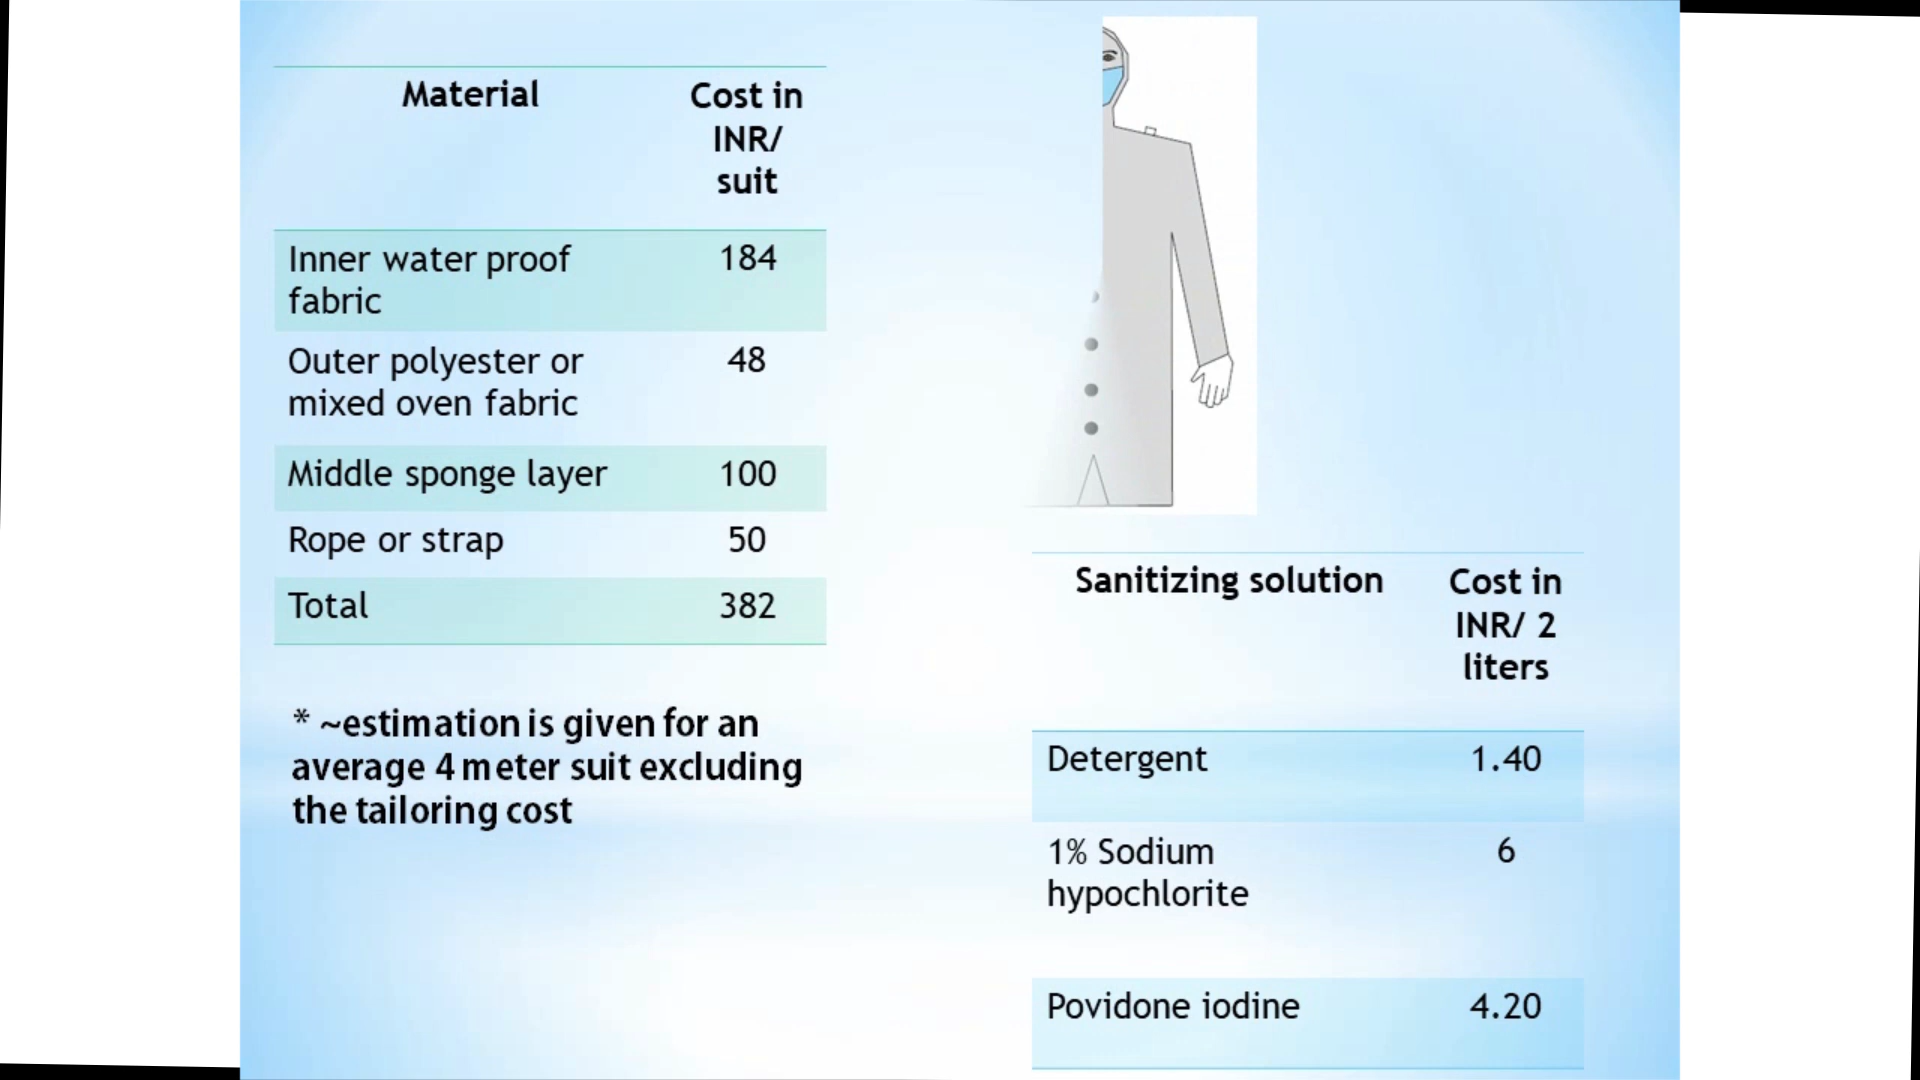 Material Cost in
INR/
suit
Inner water proof 184
fabric
Outer polyester or 48
mixed oven fabric
Middle sponge layer 100
Rope or strap 50
Total 382
* ~estimation is given for an
average 4 meter suit excluding
the tailoring cost
Sanitizing solution Cost in
INR/ 2
liters
Detergent 1.40
1% Sodium 6
hypochlorite
Povidone iodine 4.20